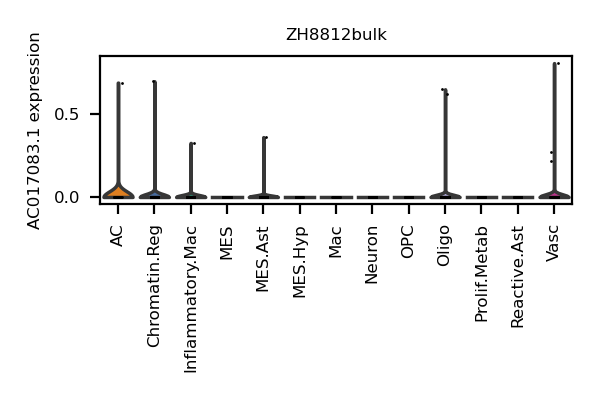 ZH8812bulk
AC017083.1 expression
0.5
0.0
AC
Chromatin.Reg
Inflammatory.Mac
MES
MES.Ast
MES.Hyp
Mac
Neuron
OPC
Oligo
Prolif.Metab
Reactive.Ast
Vasc